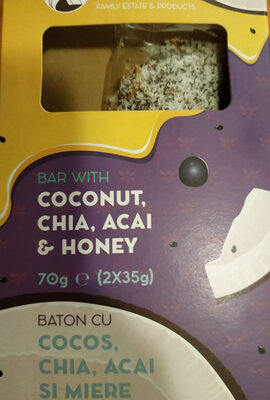 FAMILY ESTATE & PRODUCTS
BAR WITH
COCONUT,
CHIA, ACAI
& HONEY
70g ℮ (2X35g)
BATON CU
COCOS,
CHIA, ACAI
SI MIERE